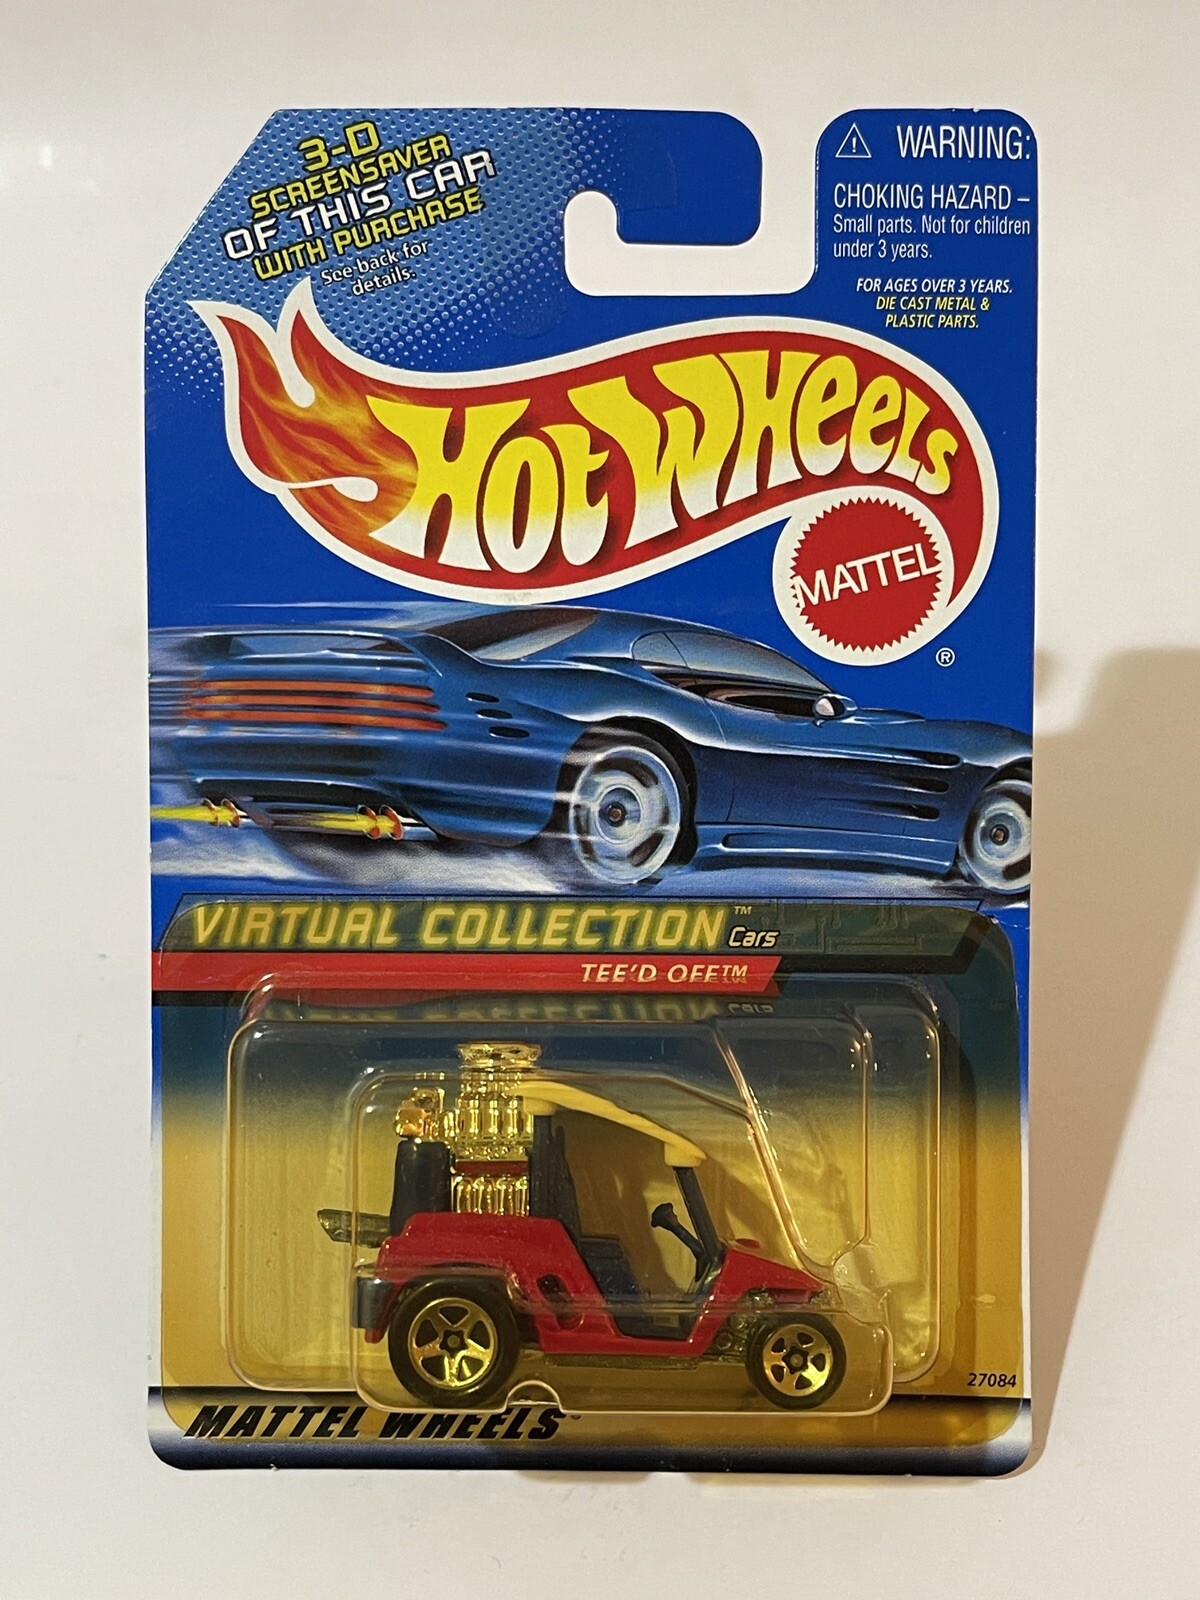 3-D
SCREENSAVER
OF THIS CAR
WITH PURCHASE
See back for
details.
WARNING:
CHOKING HAZARD –
Small parts. Not for children
under 3 years.
FOR AGES OVER 3 YEARS.
DIE CAST METAL &
PLASTIC PARTS.
HOT WHEELS
MATTEL
®
VIRTUAL COLLECTION™
Cars
TEE'D OFF™
27084
MATTEL WHEELS